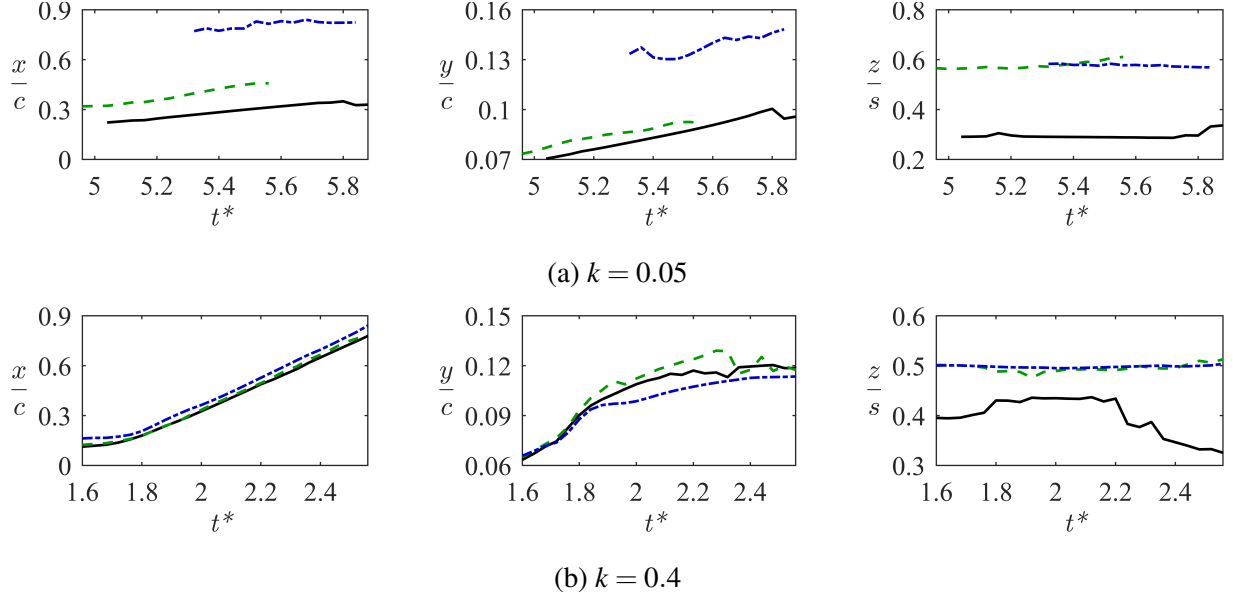 0.9
0.6
0.3
0
x/c
5 5.2 5.4 5.6 5.8
t*
0.16
0.13
0.1
0.07
y/c
5 5.2 5.4 5.6 5.8
t*
0.8
0.6
0.4
0.2
z/s
5 5.2 5.4 5.6 5.8
t*
(a) k = 0.05
0.9
0.6
0.3
0
x/c
1.6 1.8 2 2.2 2.4
t*
0.15
0.12
0.09
0.06
y/c
1.6 1.8 2 2.2 2.4
t*
0.6
0.5
0.4
0.3
z/s
1.6 1.8 2 2.2 2.4
t*
(b) k = 0.4